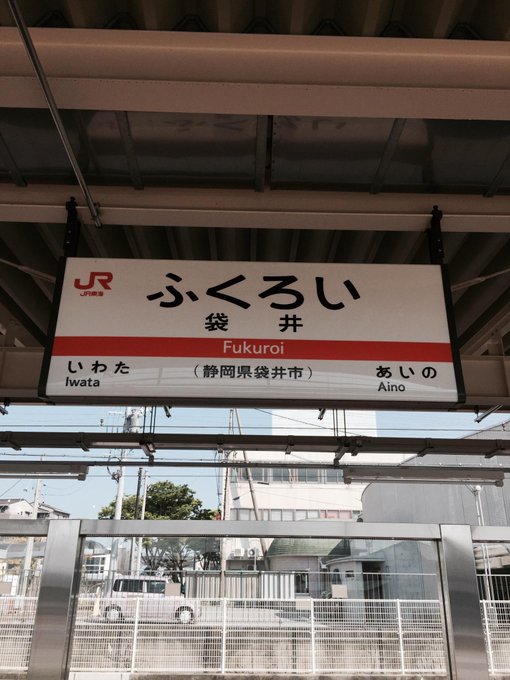 JR
JR東海
ふくろい
袋井
Fukuroi
いわた
Iwata
（静岡県袋井市）
あいの
Aino